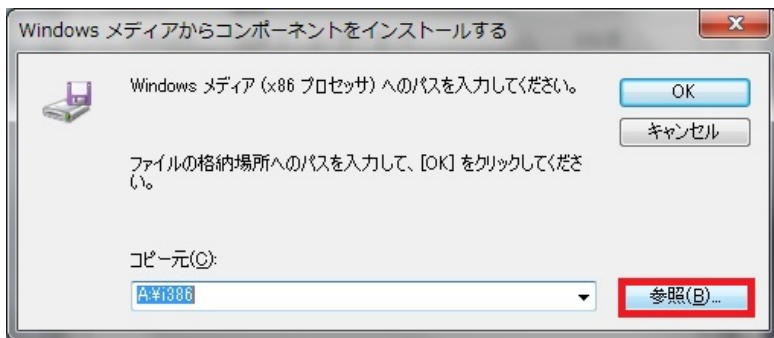 Windows メディアからコンポーネントをインストールする
Windows メディア (x86 プロセッサ) へのパスを入力してください。
OK
キャンセル
ファイルの格納場所へのパスを入力して、[OK] をクリックしてくださ
い。
コピー元(C):
A:¥i386
参照(B)...